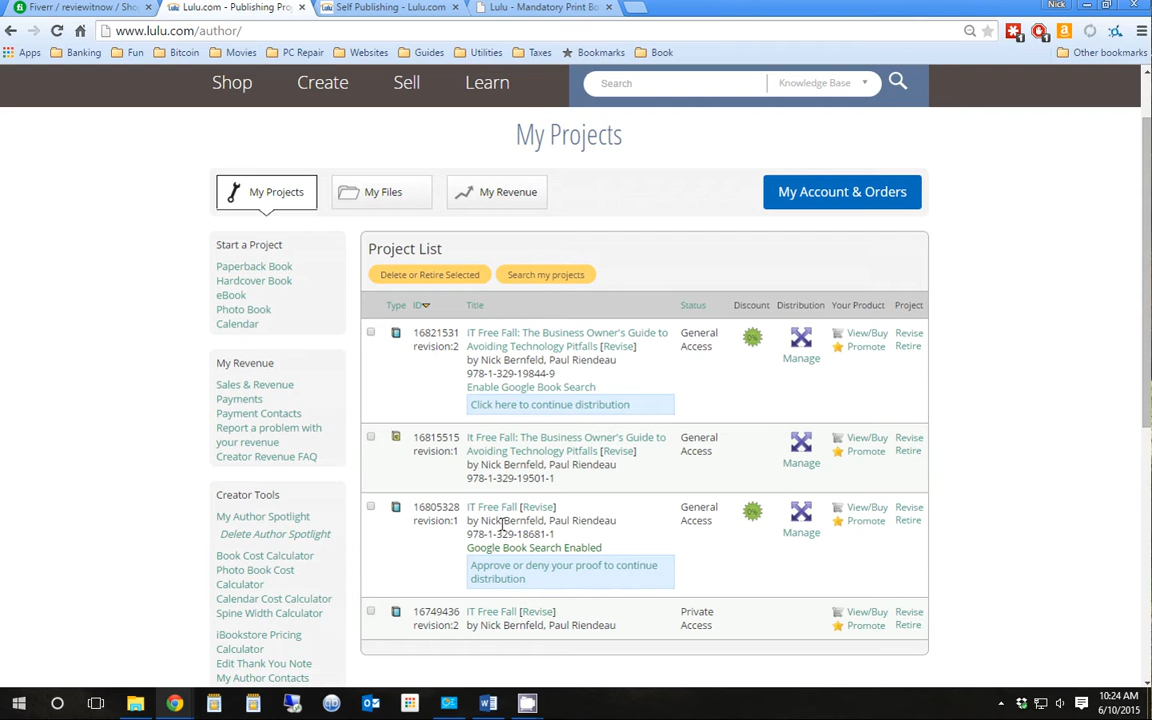 Nick
Fiverr / reviewitnow / Sho
Lulu.com - Publishing Pro
Self Publishing - Lulu.com
Lulu - Mandatory Print Bo
www.lulu.com/author/
Apps Banking Fun Bitcoin Movies PC Repair Websites Guides Utilities Taxes Bookmarks Book Other bookmarks
Shop Create Sell Learn
Search Knowledge Base
My Projects
My Projects My Files My Revenue My Account & Orders
Start a Project
Paperback Book
Hardcover Book
eBook
Photo Book
Calendar
My Revenue
Sales & Revenue
Payments
Payment Contacts
Report a problem with
your revenue
Creator Revenue FAQ
Creator Tools
My Author Spotlight
Delete Author Spotlight
Book Cost Calculator
Photo Book Cost
Calculator
Calendar Cost Calculator
Spine Width Calculator
iBookstore Pricing
Calculator
Edit Thank You Note
My Author Contacts
Project List
Delete or Retire Selected Search my projects
Type ID Title Status Discount Distribution Your Product Project
16821531 IT Free Fall: The Business Owner's Guide to General View/Buy Revise
revision:2 Avoiding Technology Pitfalls [Revise] Access Promote Retire
by Nick Bernfeld, Paul Riendeau Manage
978-1-329-19844-9
Enable Google Book Search
Click here to continue distribution
16815515 It Free Fall: The Business Owner's Guide to General View/Buy Revise
revision:1 Avoiding Technology Pitfalls [Revise] Access Promote Retire
by Nick Bernfeld, Paul Riendeau Manage
978-1-329-19501-1
16805328 IT Free Fall [Revise] General View/Buy Revise
revision:1 by Nick Bernfeld, Paul Riendeau Access Promote Retire
978-1-329-18681-1 Manage
Google Book Search Enabled
Approve or deny your proof to continue
distribution
16749436 IT Free Fall [Revise] Private View/Buy Revise
revision:2 by Nick Bernfeld, Paul Riendeau Access Promote Retire
10:24 AM
6/10/2015